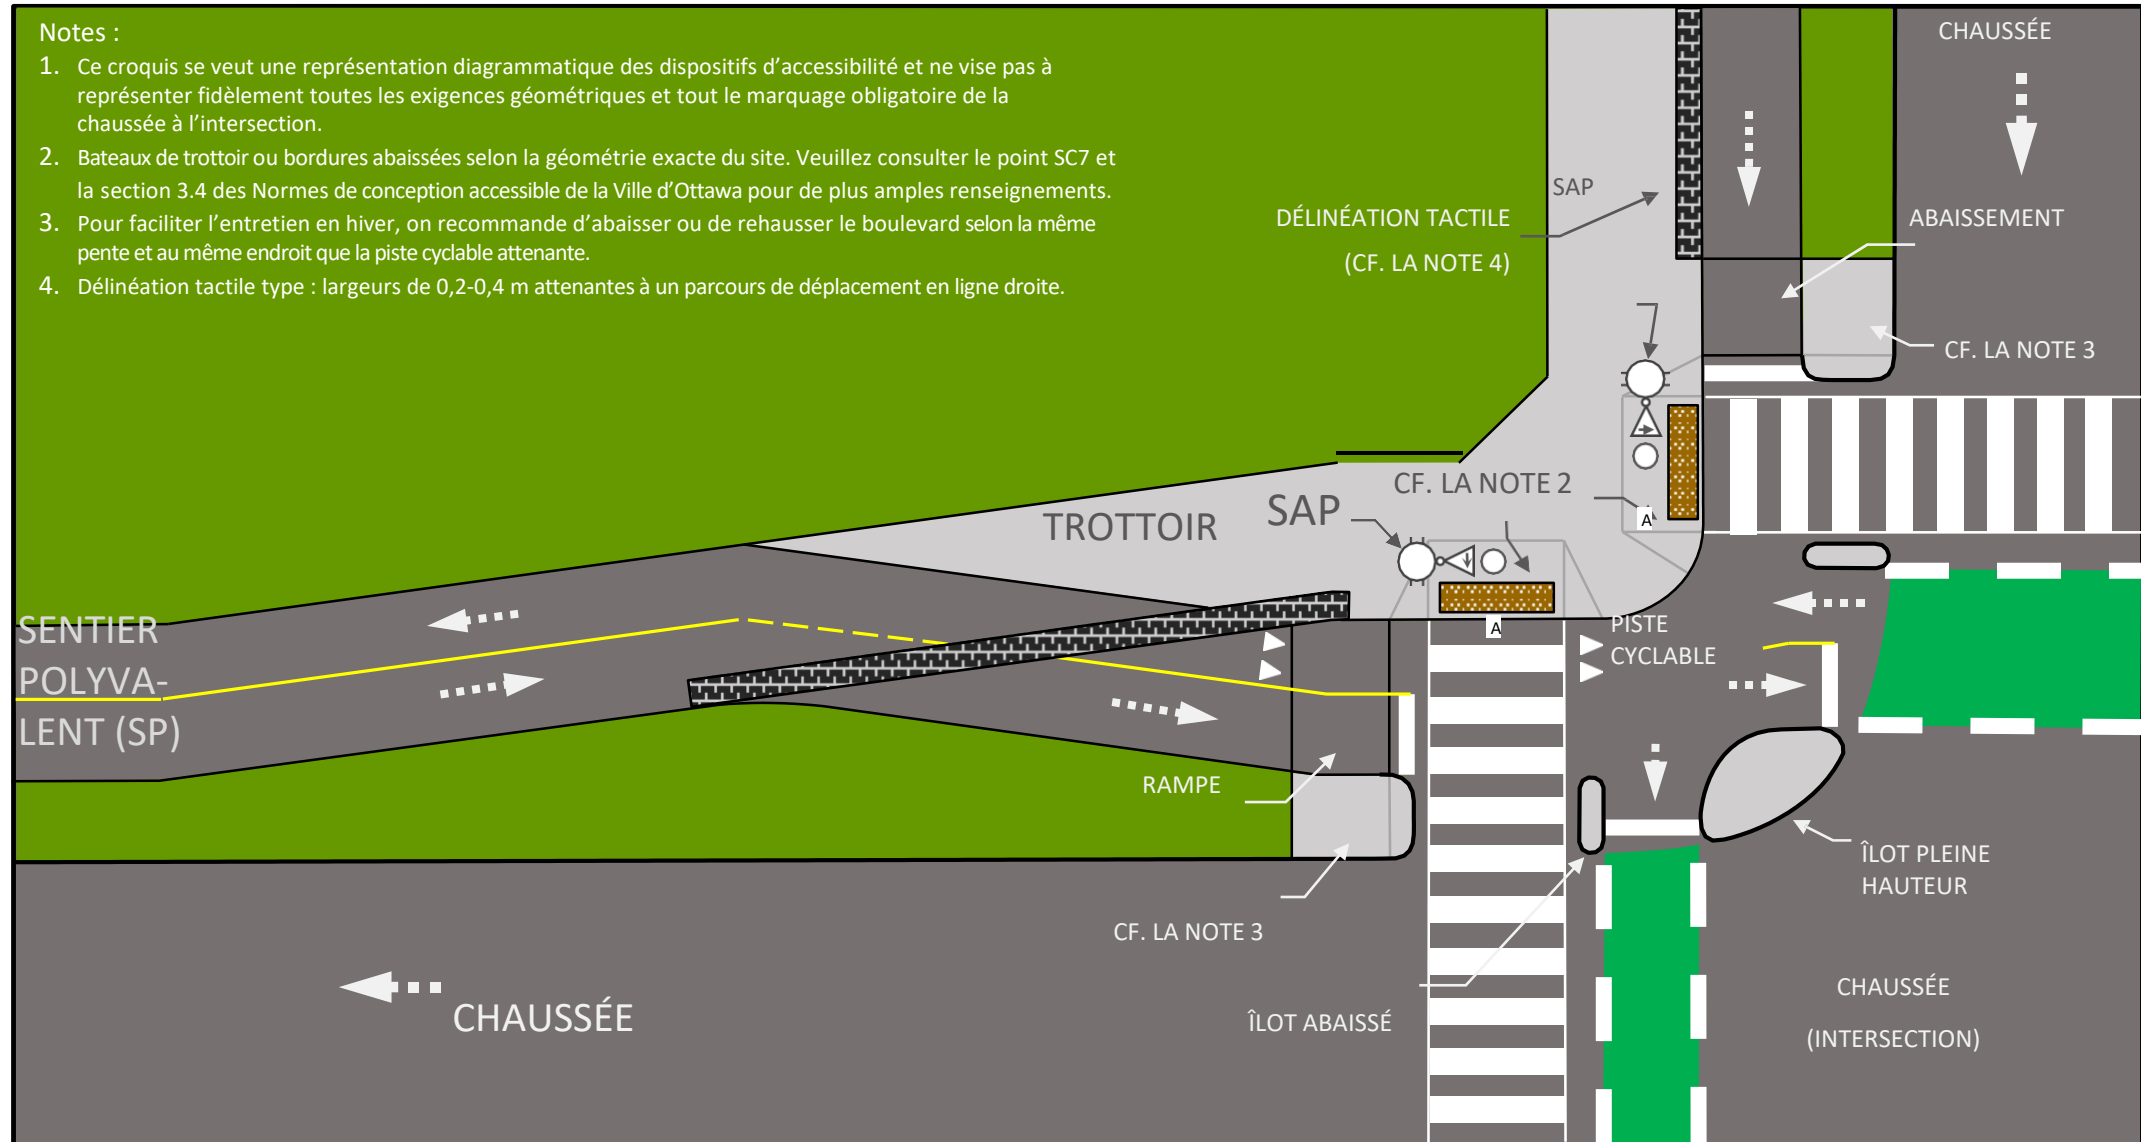 Notes :
1. Ce croquis se veut une représentation diagrammatique des dispositifs d’accessibilité et ne vise pas à
représenter fidèlement toutes les exigences géométriques et tout le marquage obligatoire de la
chaussée à l’intersection.
2. Bateaux de trottoir ou bordures abaissées selon la géométrie exacte du site. Veuillez consulter le point SC7 et
la section 3.4 des Normes de conception accessible de la Ville d’Ottawa pour de plus amples renseignements.
3. Pour faciliter l’entretien en hiver, on recommande d’abaisser ou de rehausser le boulevard selon la même
pente et au même endroit que la piste cyclable attenante.
4. Délinéation tactile type : largeurs de 0,2-0,4 m attenantes à un parcours de déplacement en ligne droite.
CHAUSSÉE
SAP
DÉLINÉATION TACTILE
(CF. LA NOTE 4)
ABAISSEMENT
CF. LA NOTE 3
CF. LA NOTE 2
SAP
TROTTOIR
A
A
SENTIER
POLYVA-
LENT (SP)
PISTE
CYCLABLE
RAMPE
ÎLOT PLEINE
HAUTEUR
CF. LA NOTE 3
CHAUSSÉE
ÎLOT ABAISSÉ
CHAUSSÉE
(INTERSECTION)